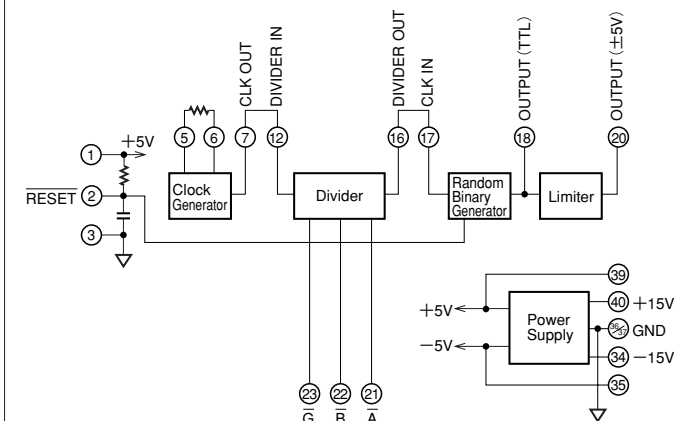 CLK OUT
DIVIDER IN
DIVIDER OUT
CLK IN
OUTPUT (TTL)
OUTPUT (±5V)
5
6
7
12
16
17
18
20
1
+5V
RESET
2
3
Clock
Generator
Divider
Random
Binary
Generator
Limiter
39
+5V
40
+15V
Power
Supply
36/37
GND
−5V
34
−15V
35
23
22
21
G
B
A